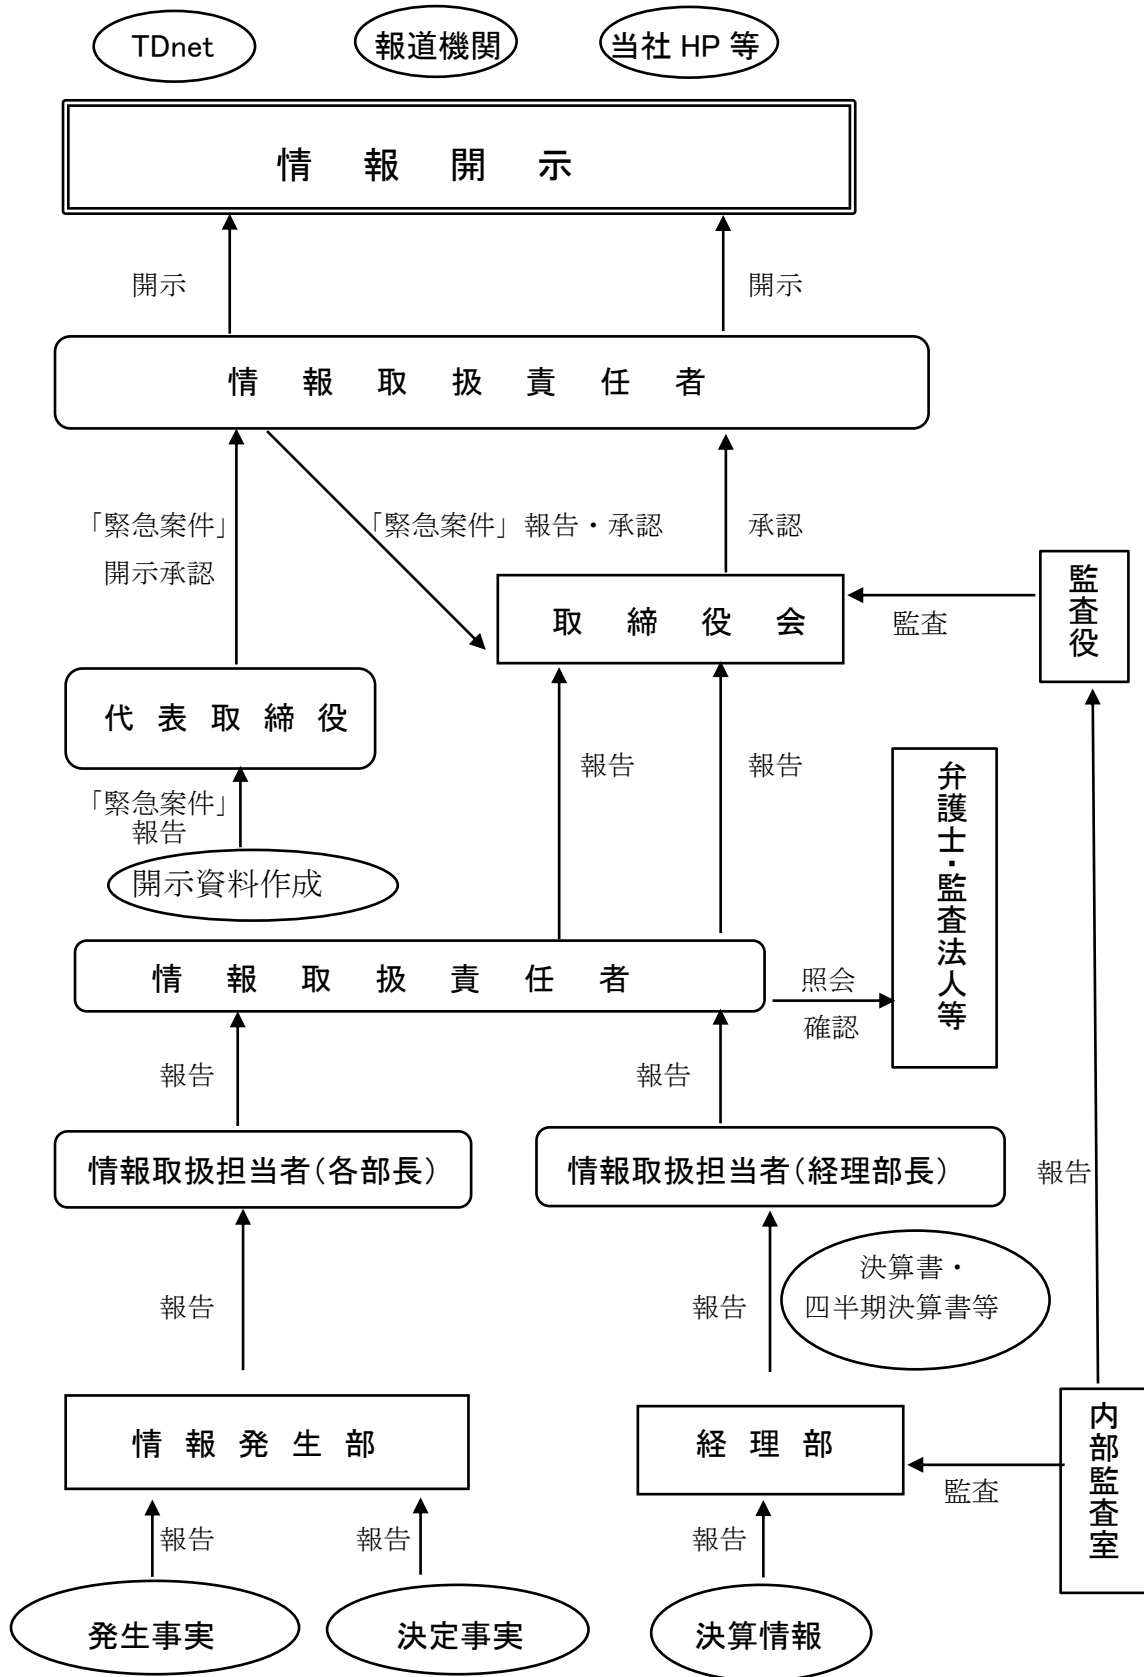 TDnet
報道機関
当社 HP 等
情 報 開 示
開示
開示
情 報 取 扱 責 任 者
「緊急案件」
開示承認
「緊急案件」報告・承認
承認
取 締 役 会
監査
監査役
代 表 取 締 役
「緊急案件」
報告
報告
報告
弁護士・監査法人等
開示資料作成
情 報 取 扱 責 任 者
照会
確認
報告
報告
情報取扱担当者(各部長)
情報取扱担当者(経理部長)
報告
報告
報告
決算書・
四半期決算書等
情 報 発 生 部
経 理 部
監査
内部監査室
報告
報告
報告
発生事実
決定事実
決算情報